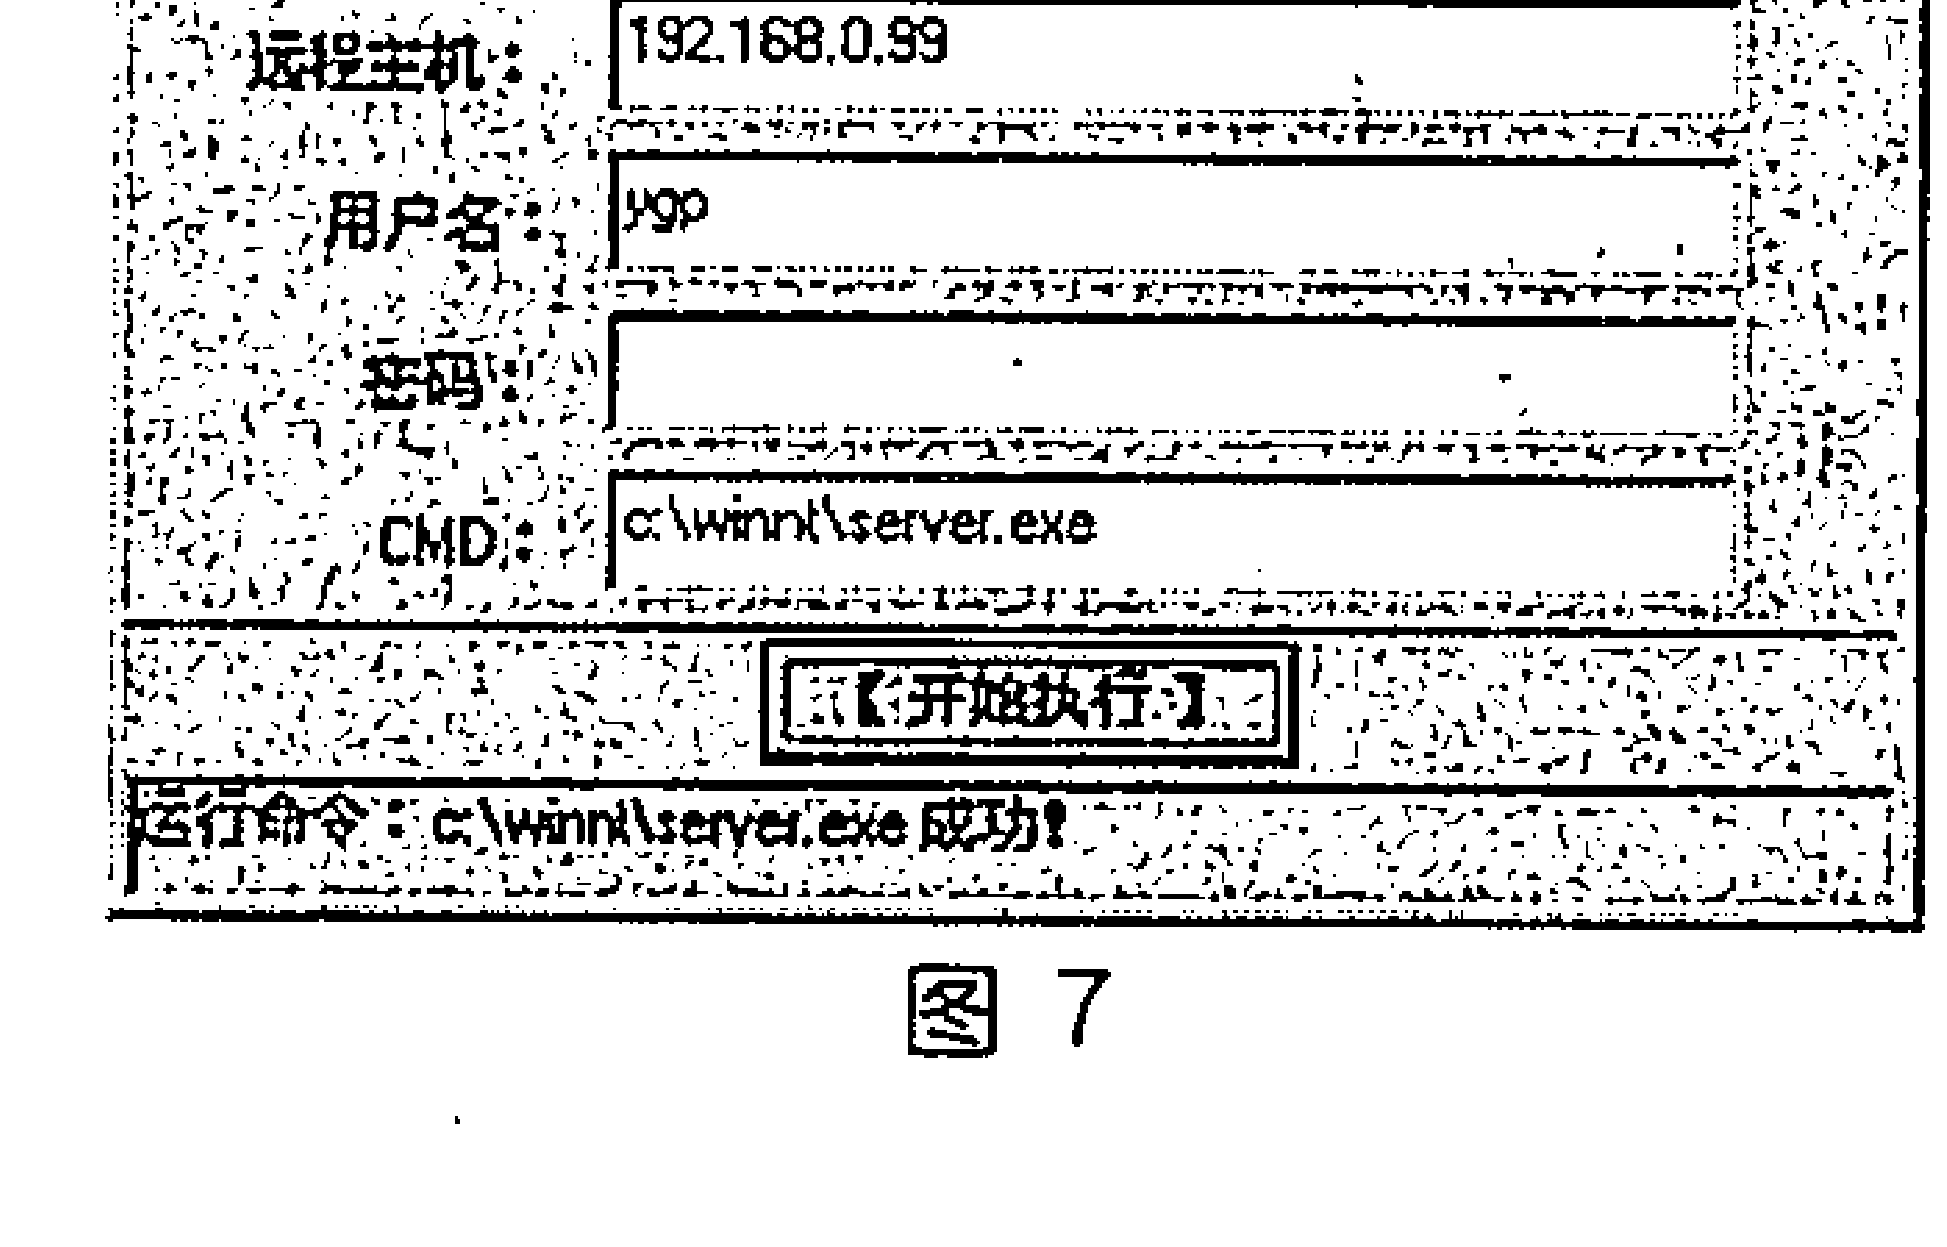 远程主机：
192.168.0.99
用户名：
ygp
密码：
CMD：
c:\winnt\server.exe
【开始执行】
运行命令：c:\winnt\server.exe 成功！
图 7